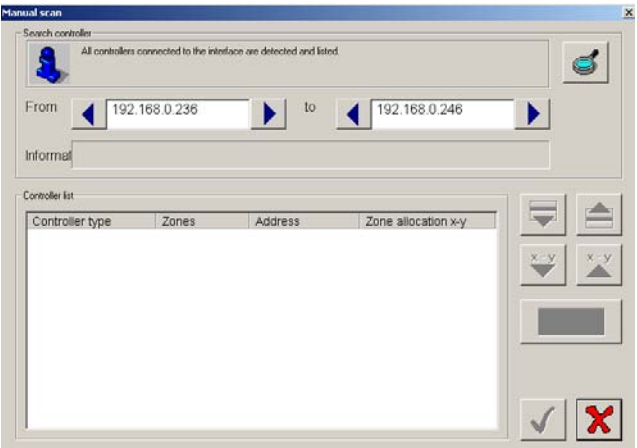 Manual scan
Search controller
All controllers connected to the interface are detected and listed.
From 192.168.0.236 to 192.168.0.246
Informat
Controller list
Controller type Zones Address Zone allocation x-y
x-y x-y